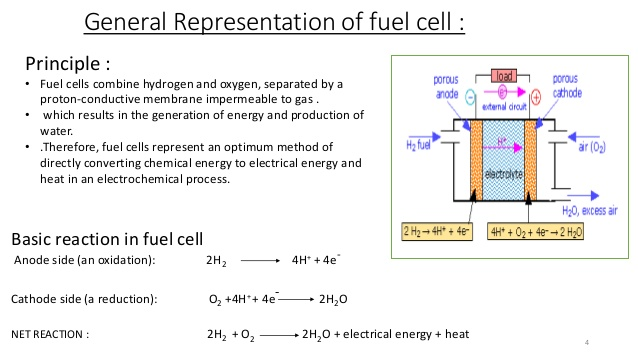 General Representation of fuel cell :
Principle :
• Fuel cells combine hydrogen and oxygen, separated by a
proton-conductive membrane impermeable to gas .
• which results in the generation of energy and production of
water.
• .Therefore, fuel cells represent an optimum method of
directly converting chemical energy to electrical energy and
heat in an electrochemical process.
porous
anode
load
porous
cathode
−
e
+
external circuit
H₂ fuel
H⁺
air (O₂)
electrolyte
H₂O, excess air
2 H₂→ 4H⁺ + 4e⁻
4H⁺ + O₂ + 4e⁻→ 2 H₂O
Basic reaction in fuel cell
Anode side (an oxidation): 2H₂ ⟶ 4H⁺ + 4e⁻
Cathode side (a reduction): O₂ +4H⁺+ 4e⁻ ⟶ 2H₂O
NET REACTION : 2H₂ + O₂ ⟶ 2H₂O + electrical energy + heat
4